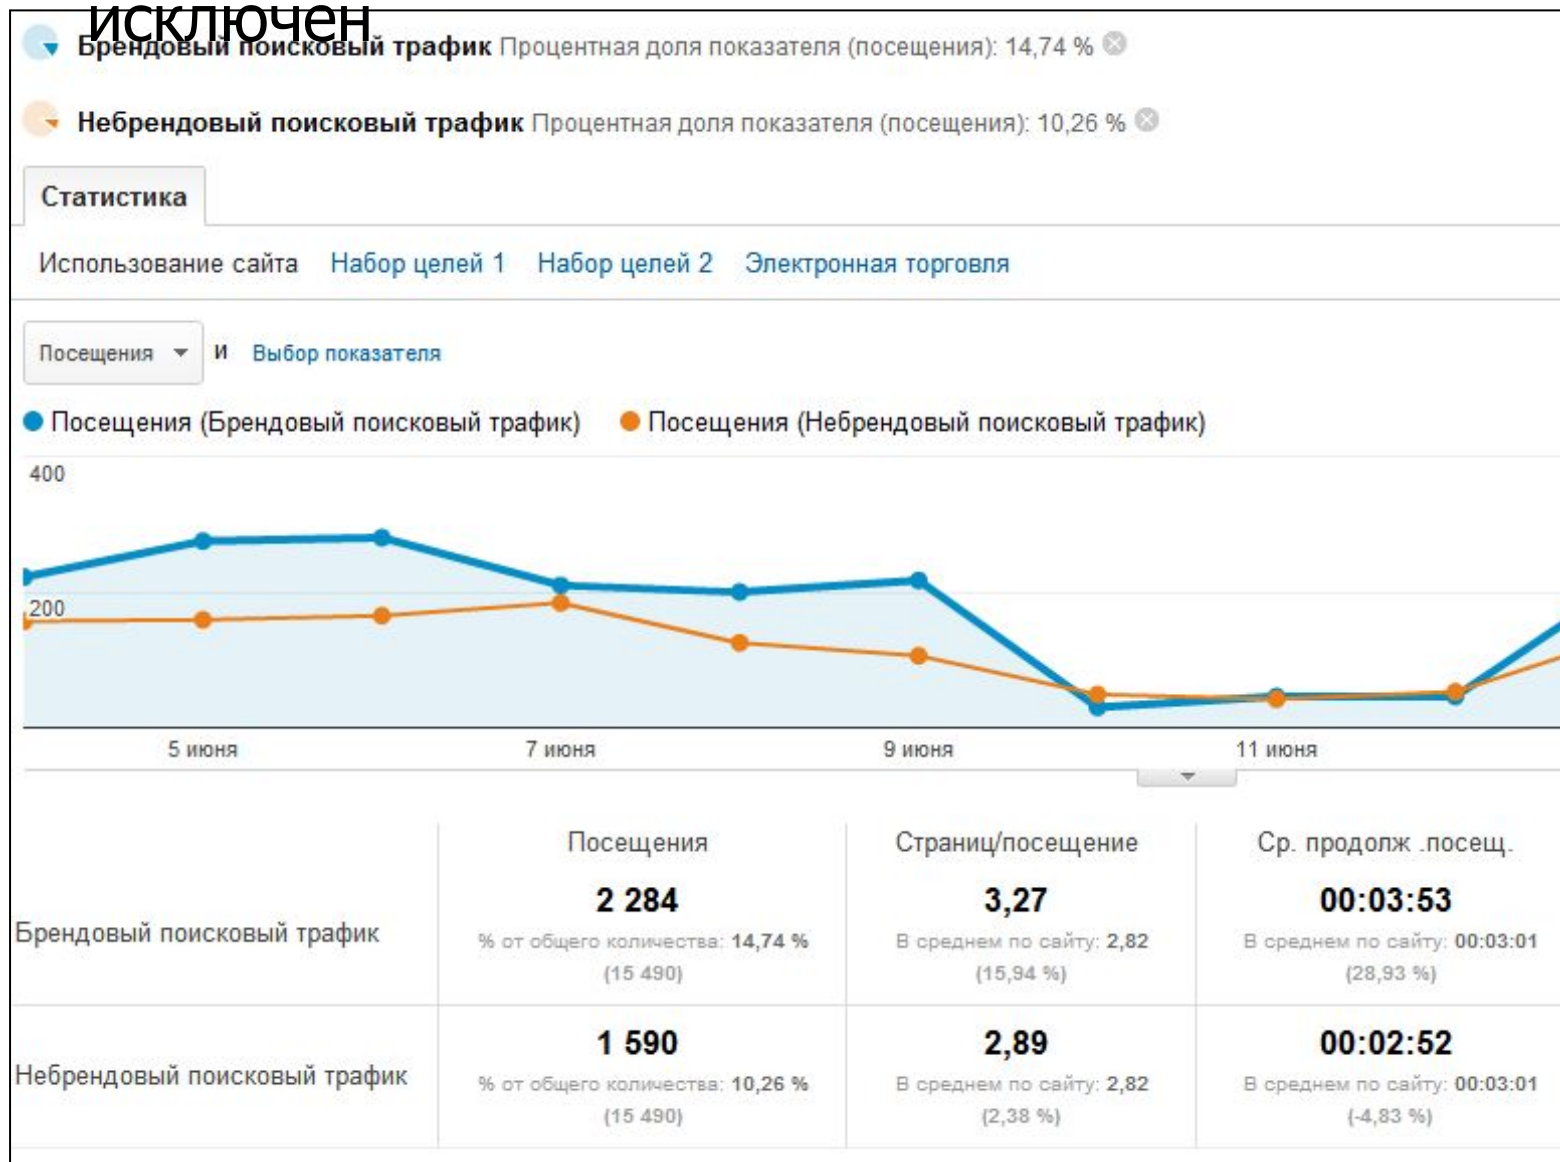 исключен
Брендовый поисковый трафик Процентная доля показателя (посещения): 14,74 %
Небрендовый поисковый трафик Процентная доля показателя (посещения): 10,26 %
Статистика
Использование сайта Набор целей 1 Набор целей 2 Электронная торговля
Посещения и Выбор показателя
Посещения (Брендовый поисковый трафик) Посещения (Небрендовый поисковый трафик)
400
200
5 июня 7 июня 9 июня 11 июня
Посещения Страниц/посещение Ср. продолж .посещ.
2 284 3,27 00:03:53
Брендовый поисковый трафик % от общего количества: 14,74 % В среднем по сайту: 2,82 В среднем по сайту: 00:03:01
(15 490) (15,94 %) (28,93 %)
1 590 2,89 00:02:52
Небрендовый поисковый трафик % от общего количества: 10,26 % В среднем по сайту: 2,82 В среднем по сайту: 00:03:01
(15 490) (2,38 %) (-4,83 %)